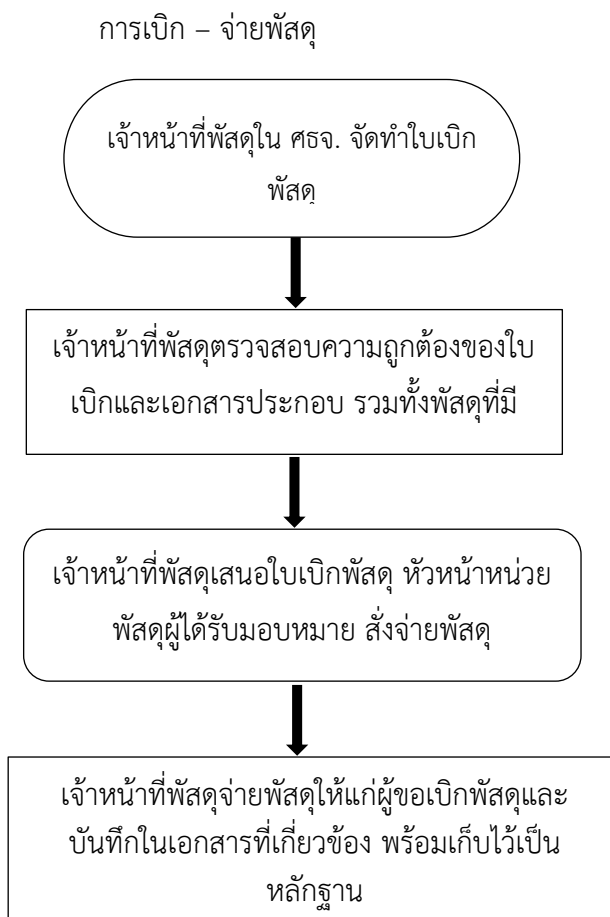 การเบิก – จ่ายพัสดุ
เจ้าหน้าที่พัสดุใน ศธจ. จัดทำใบเบิก
พัสดุ
เจ้าหน้าที่พัสดุตรวจสอบความถูกต้องของใบ
เบิกและเอกสารประกอบ รวมทั้งพัสดุที่มี
เจ้าหน้าที่พัสดุเสนอใบเบิกพัสดุ หัวหน้าหน่วย
พัสดุผู้ได้รับมอบหมาย สั่งจ่ายพัสดุ
เจ้าหน้าที่พัสดุจ่ายพัสดุให้แก่ผู้ขอเบิกพัสดุและ
บันทึกในเอกสารที่เกี่ยวข้อง พร้อมเก็บไว้เป็น
หลักฐาน